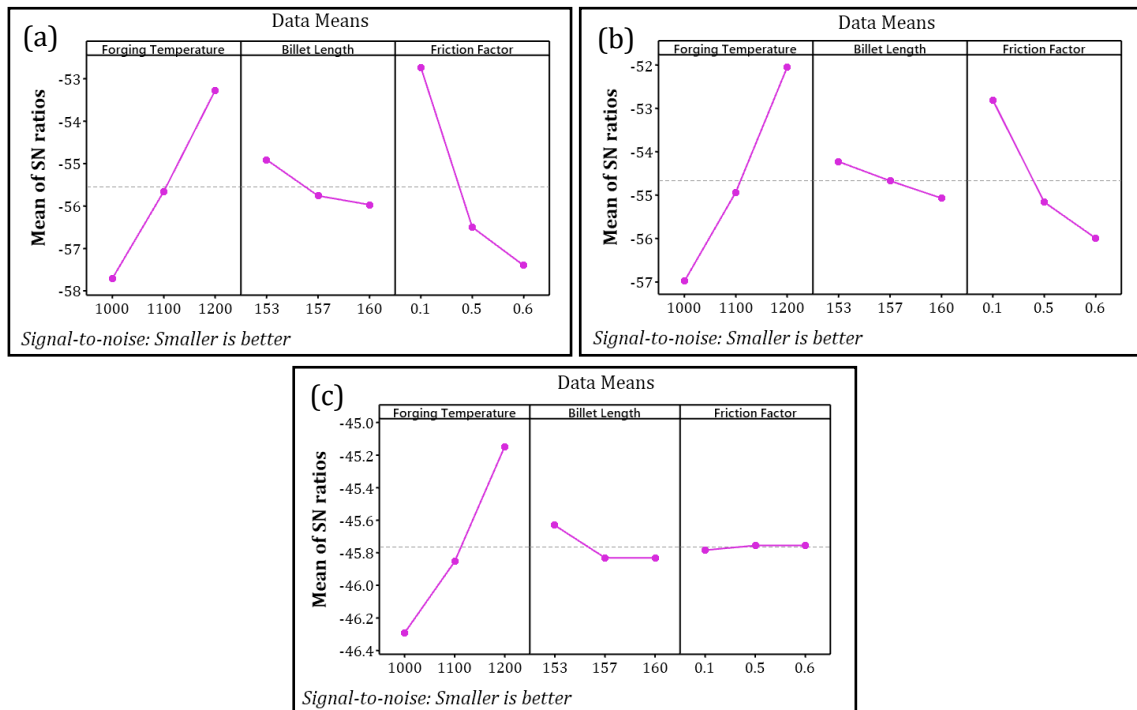 (a)
Data Means
Forging Temperature Billet Length Friction Factor
Mean of SN ratios
-53
-54
-55
-56
-57
-58
1000 1100 1200 153 157 160 0.1 0.5 0.6
Signal-to-noise: Smaller is better
(b)
Data Means
Forging Temperature Billet Length Friction Factor
Mean of SN ratios
-52
-53
-54
-55
-56
-57
1000 1100 1200 153 157 160 0.1 0.5 0.6
Signal-to-noise: Smaller is better
(c)
Data Means
Forging Temperature Billet Length Friction Factor
Mean of SN ratios
-45.0
-45.2
-45.4
-45.6
-45.8
-46.0
-46.2
-46.4
1000 1100 1200 153 157 160 0.1 0.5 0.6
Signal-to-noise: Smaller is better